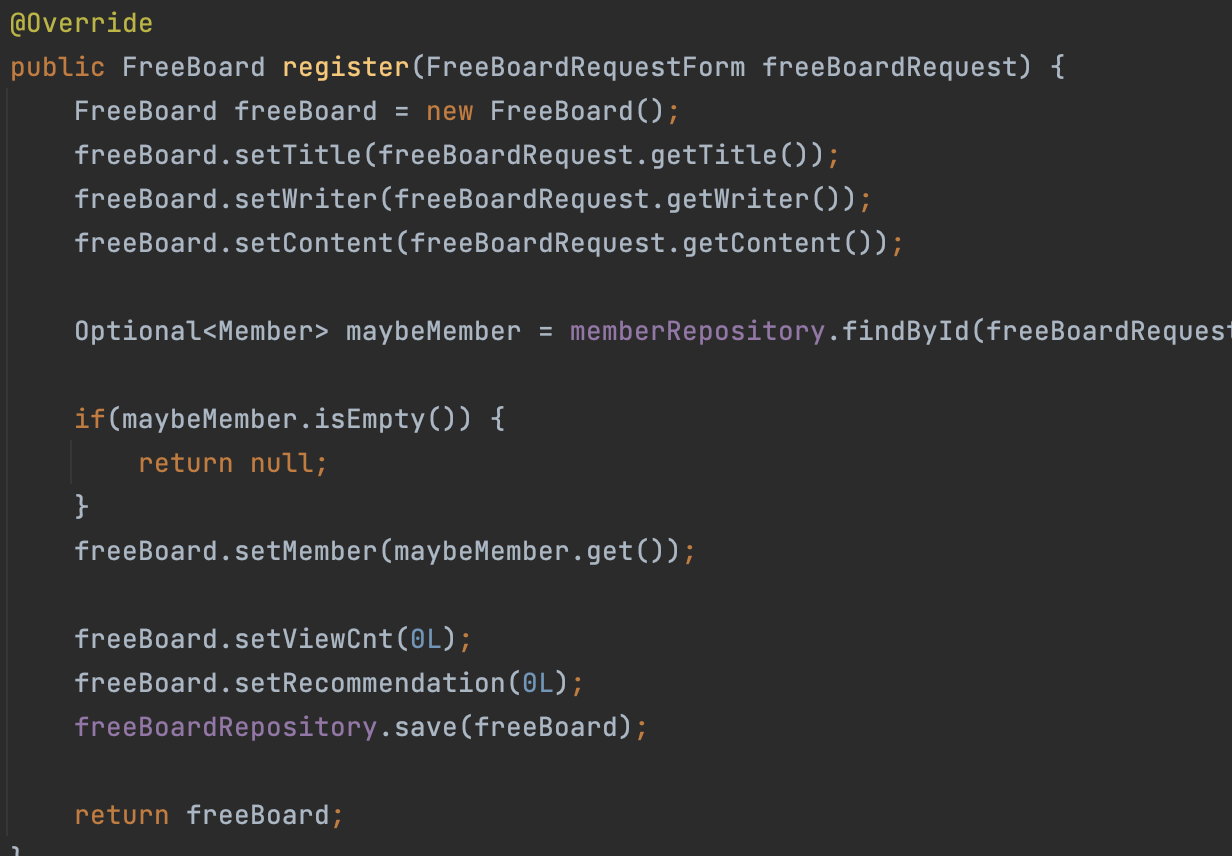 @Override
public FreeBoard register(FreeBoardRequestForm freeBoardRequest) {
    FreeBoard freeBoard = new FreeBoard();
    freeBoard.setTitle(freeBoardRequest.getTitle());
    freeBoard.setWriter(freeBoardRequest.getWriter());
    freeBoard.setContent(freeBoardRequest.getContent());

    Optional<Member> maybeMember = memberRepository.findById(freeBoardRequest

    if(maybeMember.isEmpty()) {
        return null;
    }
    freeBoard.setMember(maybeMember.get());

    freeBoard.setViewCnt(0L);
    freeBoard.setRecommendation(0L);
    freeBoardRepository.save(freeBoard);

    return freeBoard;
}